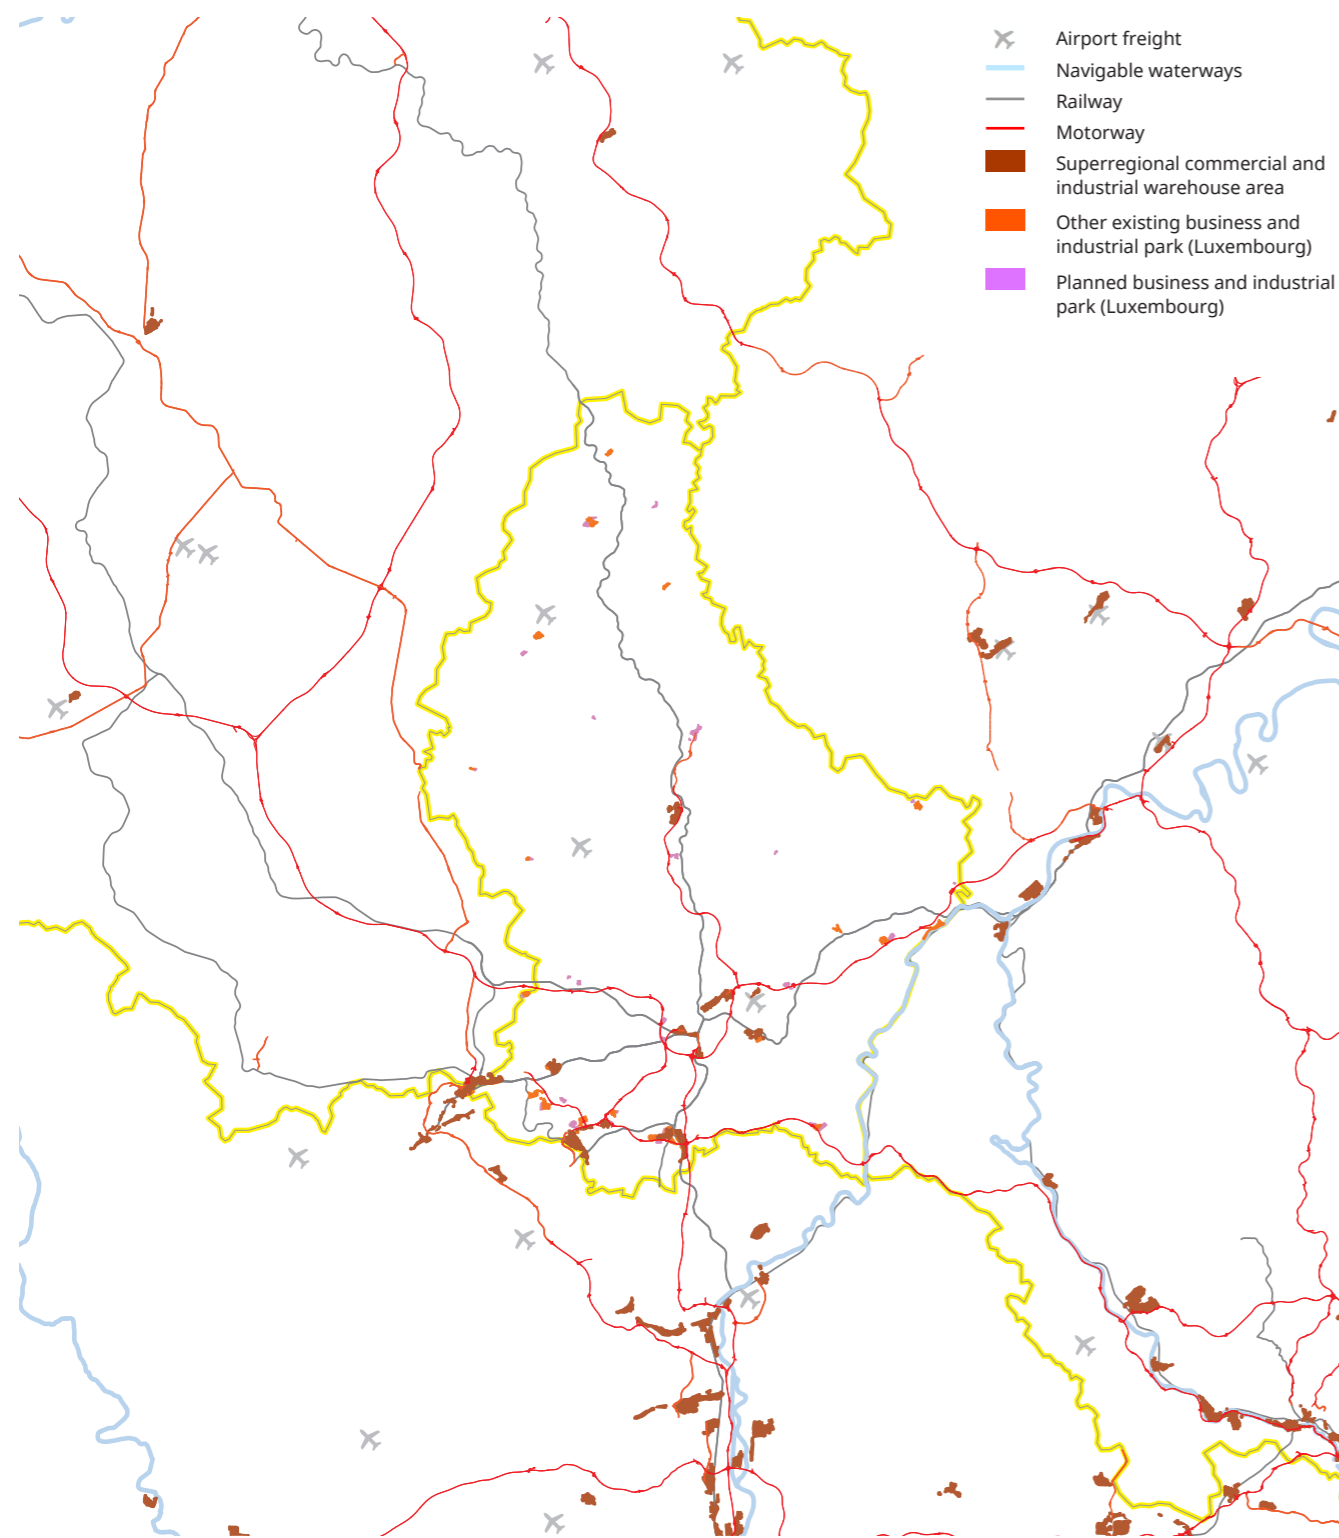 Airport freight
Navigable waterways
Railway
Motorway
Superregional commercial and
industrial warehouse area
Other existing business and
industrial park (Luxembourg)
Planned business and industrial
park (Luxembourg)